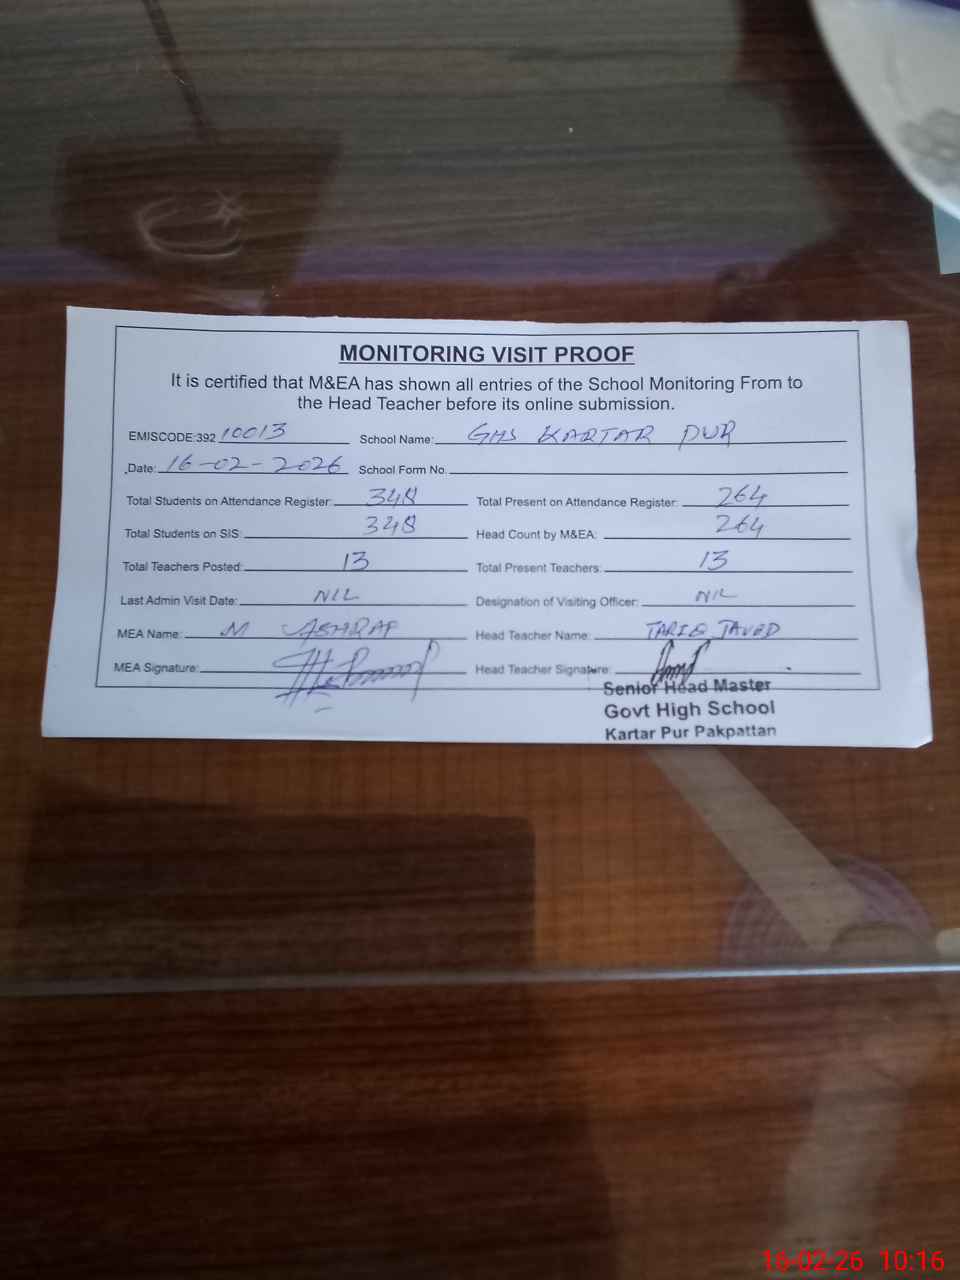 MONITORING VISIT PROOF
It is certified that M&EA has shown all entries of the School Monitoring From to
the Head Teacher before its online submission.
EMISCODE:392 10013 School Name: GHS KARTAR PUR
Date: 16-02-2026 School Form No.
Total Students on Attendance Register: 348 Total Present on Attendance Register: 264
Total Students on SIS: 348 Head Count by M&EA: 264
Total Teachers Posted: 13 Total Present Teachers: 13
Last Admin Visit Date: NIL Designation of Visiting Officer: NIL
MEA Name: M ASHRAF Head Teacher Name: TARIQ JAVED
MEA Signature: Head Teacher Signature:
Senior Head Master
Govt High School
Kartar Pur Pakpattan
16-02-26 10:16